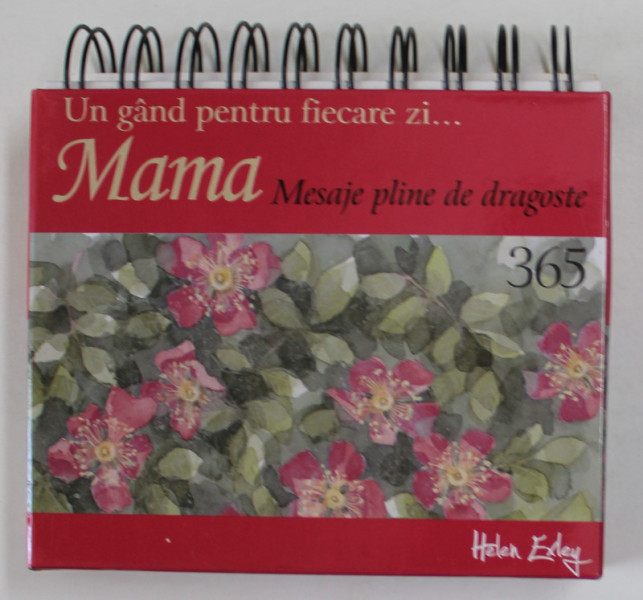 Un gând pentru fiecare zi...
Mama Mesaje pline de dragoste
365
Helen Exley